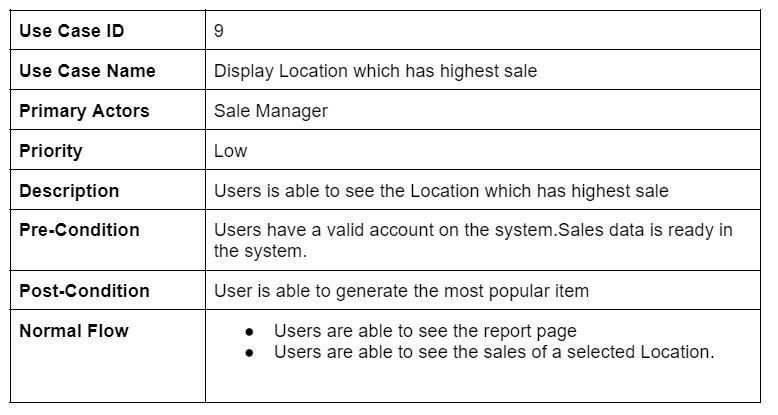 Use Case ID 9
Use Case Name Display Location which has highest sale
Primary Actors Sale Manager
Priority Low
Description Users is able to see the Location which has highest sale
Pre-Condition Users have a valid account on the system.Sales data is ready in
the system.
Post-Condition User is able to generate the most popular item
Normal Flow ● Users are able to see the report page
● Users are able to see the sales of a selected Location.